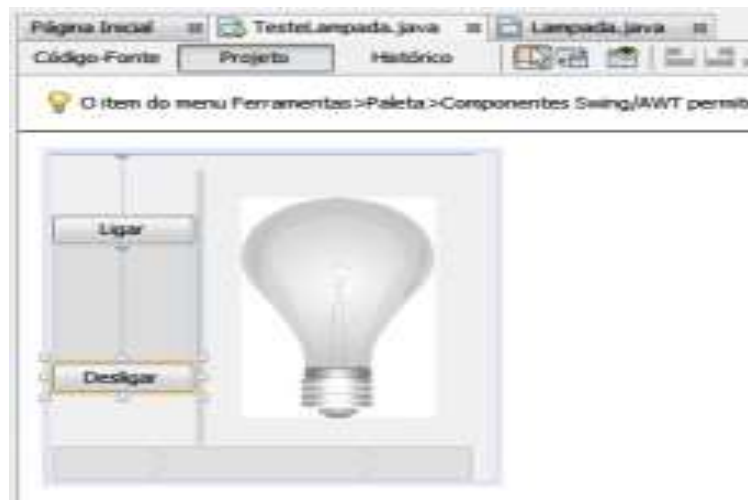 Página Inicial TesteLampada.java Lampada.java
Código-Fonte Projeto Histórico
O item do menu Ferramentas>Paleta>Componentes Swing/AWT permit
Ligar
Desligar